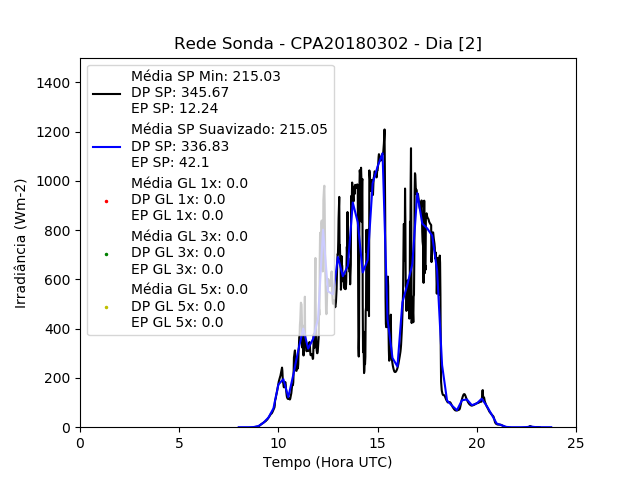 Rede Sonda - CPA20180302 - Dia [2]
Média SP Min: 215.03
DP SP: 345.67
EP SP: 12.24
Média SP Suavizado: 215.05
DP SP: 336.83
EP SP: 42.1
Média GL 1x: 0.0
DP GL 1x: 0.0
EP GL 1x: 0.0
Média GL 3x: 0.0
DP GL 3x: 0.0
EP GL 3x: 0.0
Média GL 5x: 0.0
DP GL 5x: 0.0
EP GL 5x: 0.0
Irradiância (Wm-2)
1400
1200
1000
800
600
400
200
0
0 5 10 15 20 25
Tempo (Hora UTC)